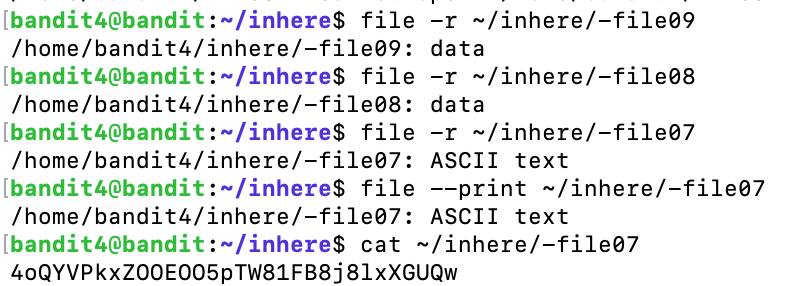 [bandit4@bandit:~/inhere$ file -r ~/inhere/-file09
/home/bandit4/inhere/-file09: data
[bandit4@bandit:~/inhere$ file -r ~/inhere/-file08
/home/bandit4/inhere/-file08: data
[bandit4@bandit:~/inhere$ file -r ~/inhere/-file07
/home/bandit4/inhere/-file07: ASCII text
[bandit4@bandit:~/inhere$ file --print ~/inhere/-file07
/home/bandit4/inhere/-file07: ASCII text
[bandit4@bandit:~/inhere$ cat ~/inhere/-file07
4oQYVPkxZOOEOO5pTW81FB8j8lxXGUQw